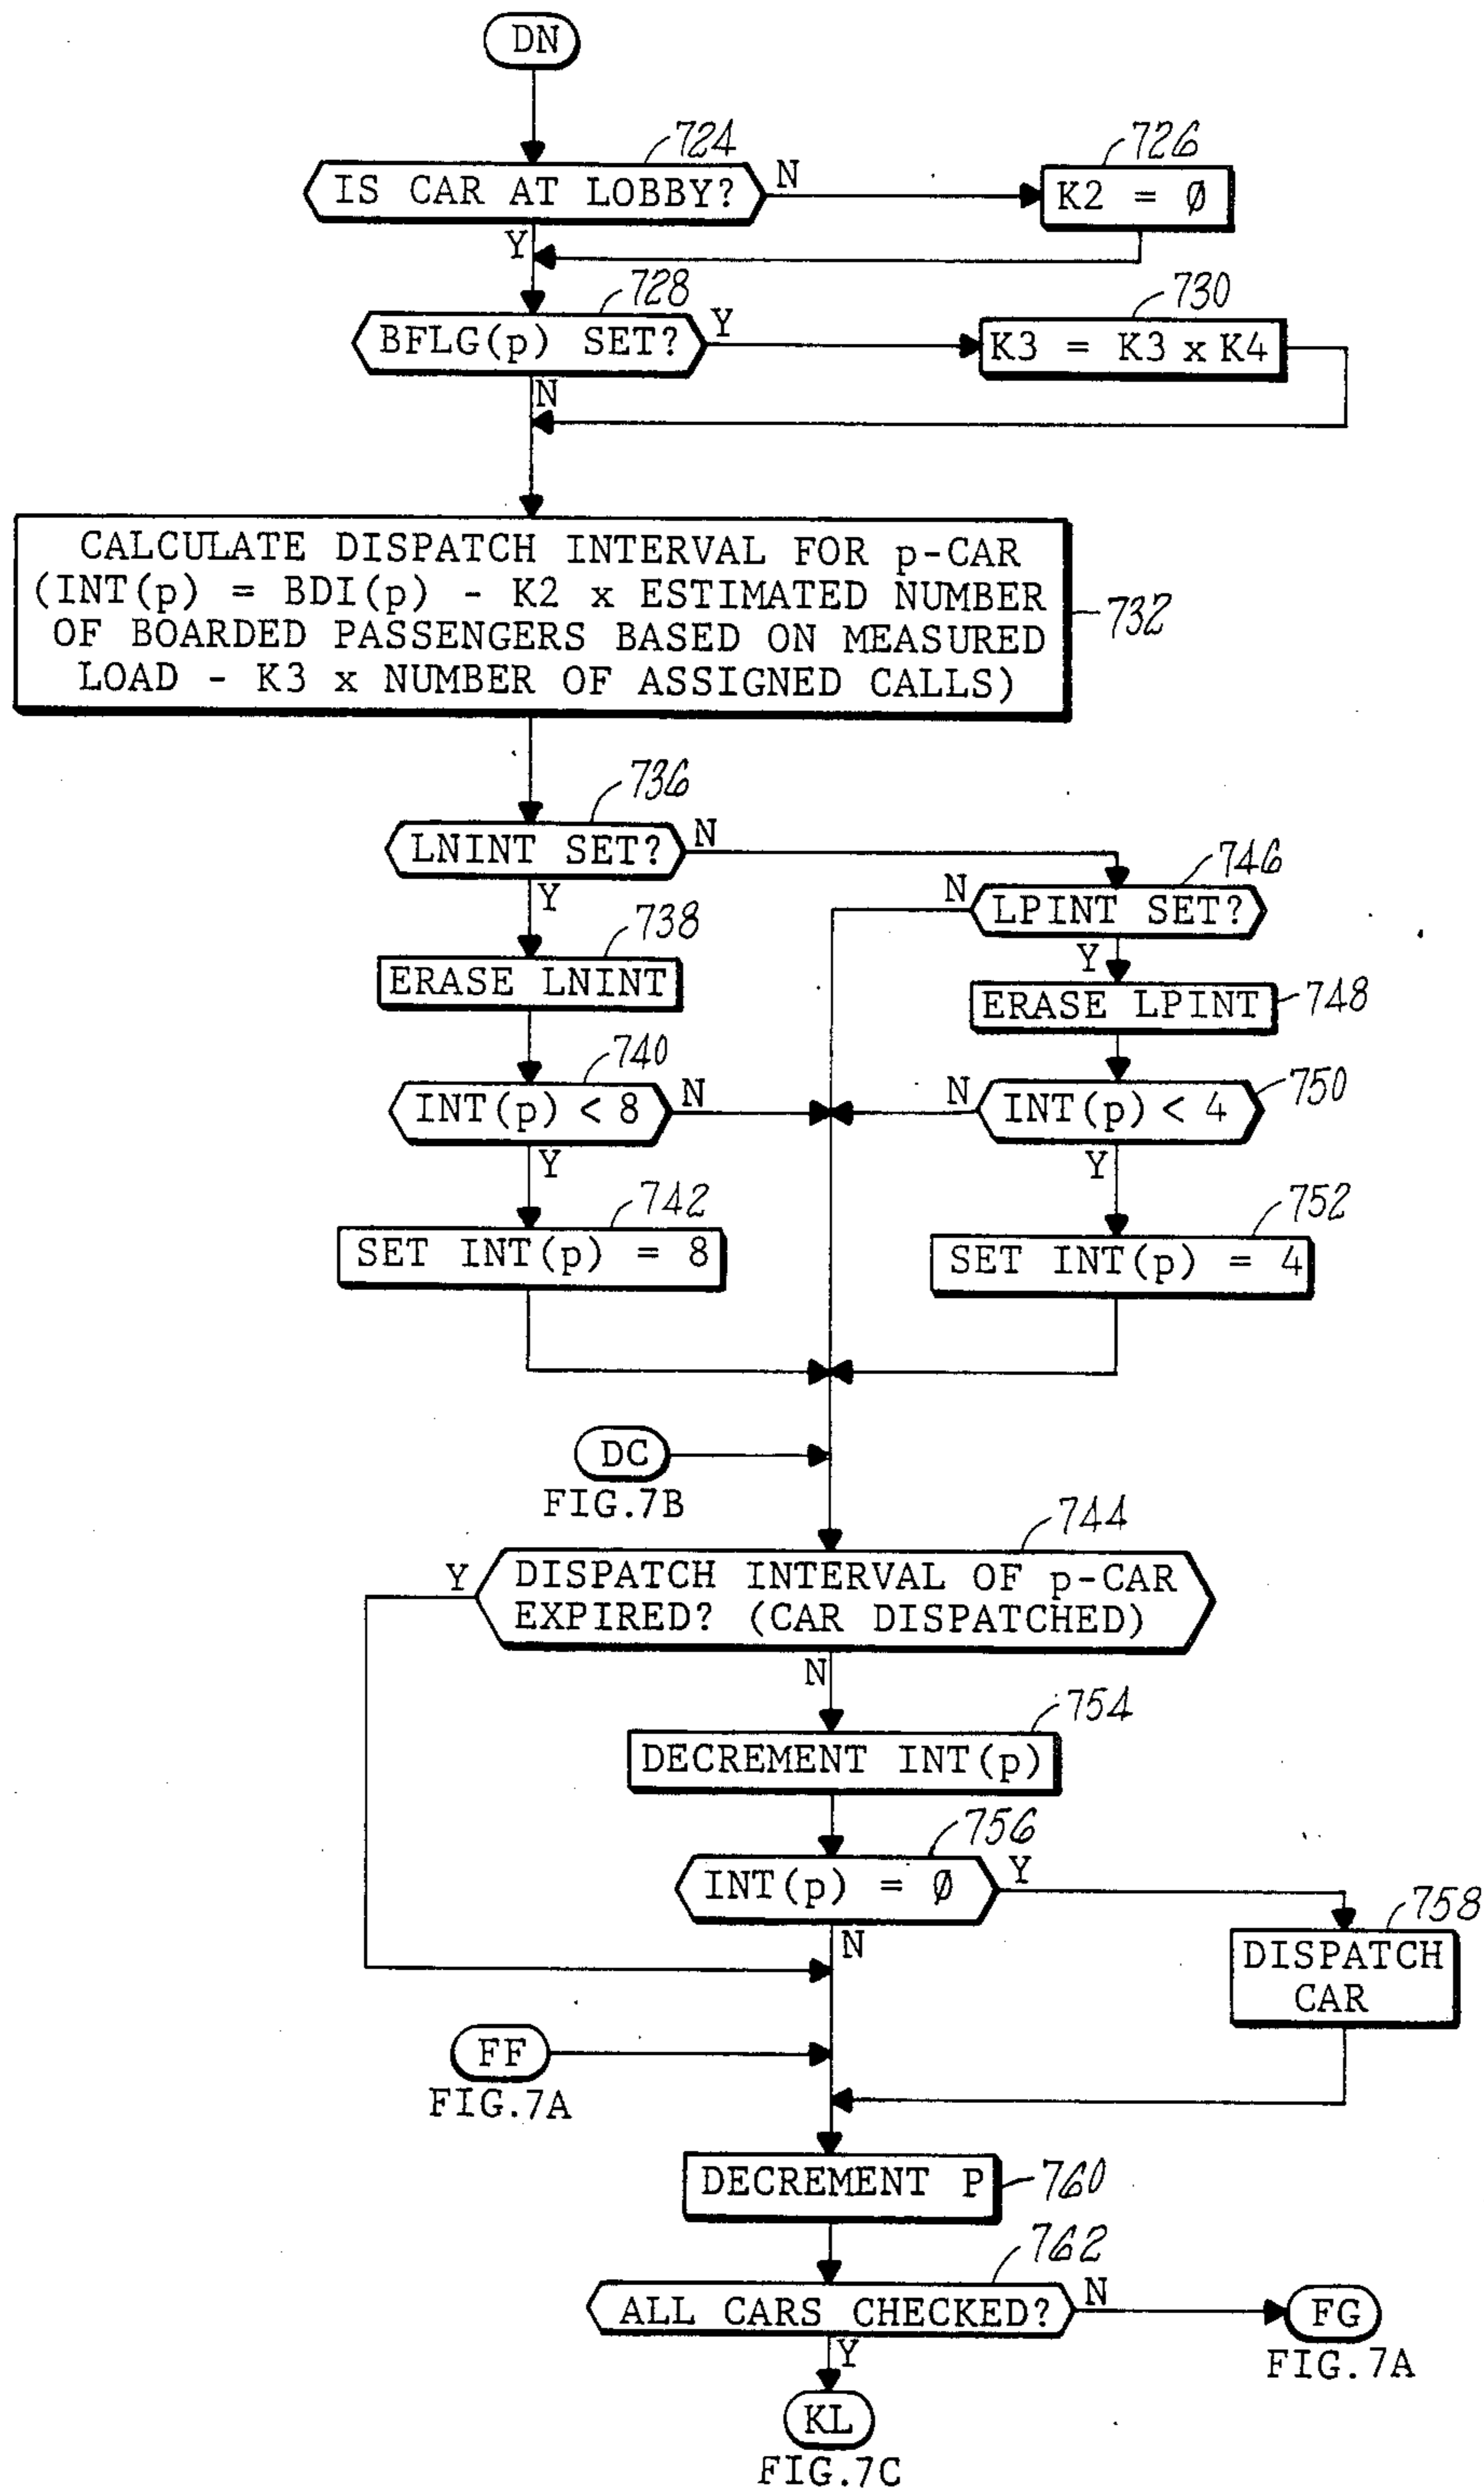 DN
724
IS CAR AT LOBBY?
N
726
K2 = Ø
Y
728
BFLG(p) SET?
Y
730
K3 = K3 x K4
N
CALCULATE DISPATCH INTERVAL FOR p-CAR
(INT(p) = BDI(p) - K2 x ESTIMATED NUMBER
OF BOARDED PASSENGERS BASED ON MEASURED
LOAD - K3 x NUMBER OF ASSIGNED CALLS)
732
736
LNINT SET?
N
746
N
LPINT SET?
Y
738
Y
ERASE LNINT
ERASE LPINT
748
740
INT(p) < 8
N
N
INT(p) < 4
750
Y
Y
742
752
SET INT(p) = 8
SET INT(p) = 4
DC
FIG.7B
744
Y
DISPATCH INTERVAL OF p-CAR
EXPIRED? (CAR DISPATCHED)
N
754
DECREMENT INT(p)
756
INT(p) = Ø
Y
758
N
DISPATCH
CAR
FF
FIG.7A
DECREMENT P
760
762
ALL CARS CHECKED?
N
FG
FIG.7A
Y
KL
FIG.7C